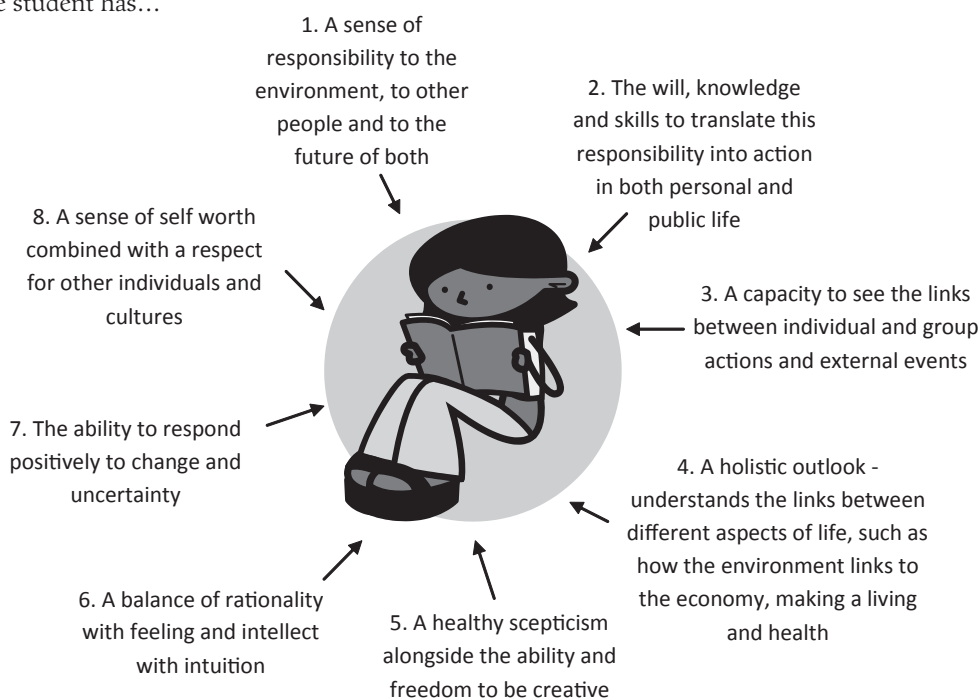 e student has…
1. A sense of
responsibility to the
environment, to other
people and to the
future of both
2. The will, knowledge
and skills to translate this
responsibility into action
in both personal and
public life
3. A capacity to see the links
between individual and group
actions and external events
4. A holistic outlook -
understands the links between
different aspects of life, such as
how the environment links to
the economy, making a living
and health
5. A healthy scepticism
alongside the ability and
freedom to be creative
6. A balance of rationality
with feeling and intellect
with intuition
7. The ability to respond
positively to change and
uncertainty
8. A sense of self worth
combined with a respect
for other individuals and
cultures